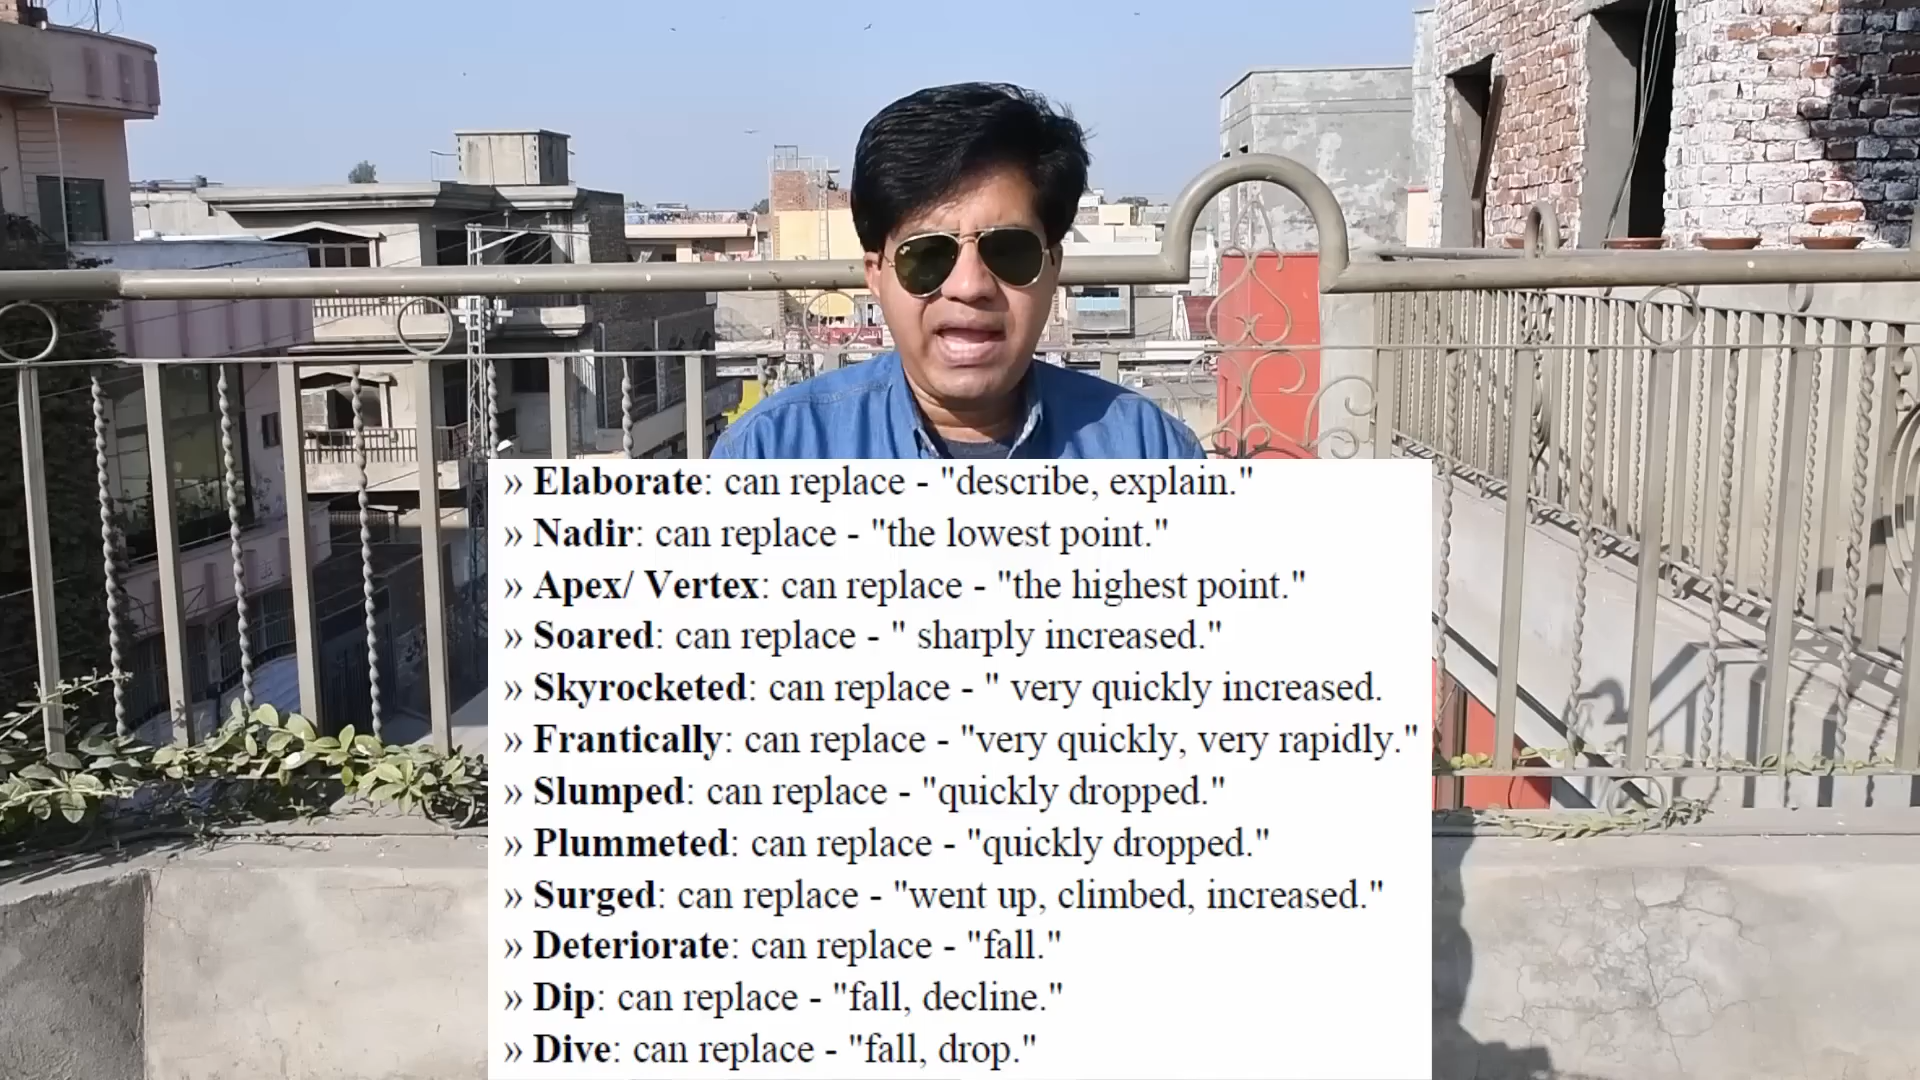 » Elaborate: can replace - "describe, explain."
» Nadir: can replace - "the lowest point."
» Apex/ Vertex: can replace - "the highest point."
» Soared: can replace - " sharply increased."
» Skyrocketed: can replace - " very quickly increased.
» Frantically: can replace - "very quickly, very rapidly."
» Slumped: can replace - "quickly dropped."
» Plummeted: can replace - "quickly dropped."
» Surged: can replace - "went up, climbed, increased."
» Deteriorate: can replace - "fall."
» Dip: can replace - "fall, decline."
» Dive: can replace - "fall, drop."